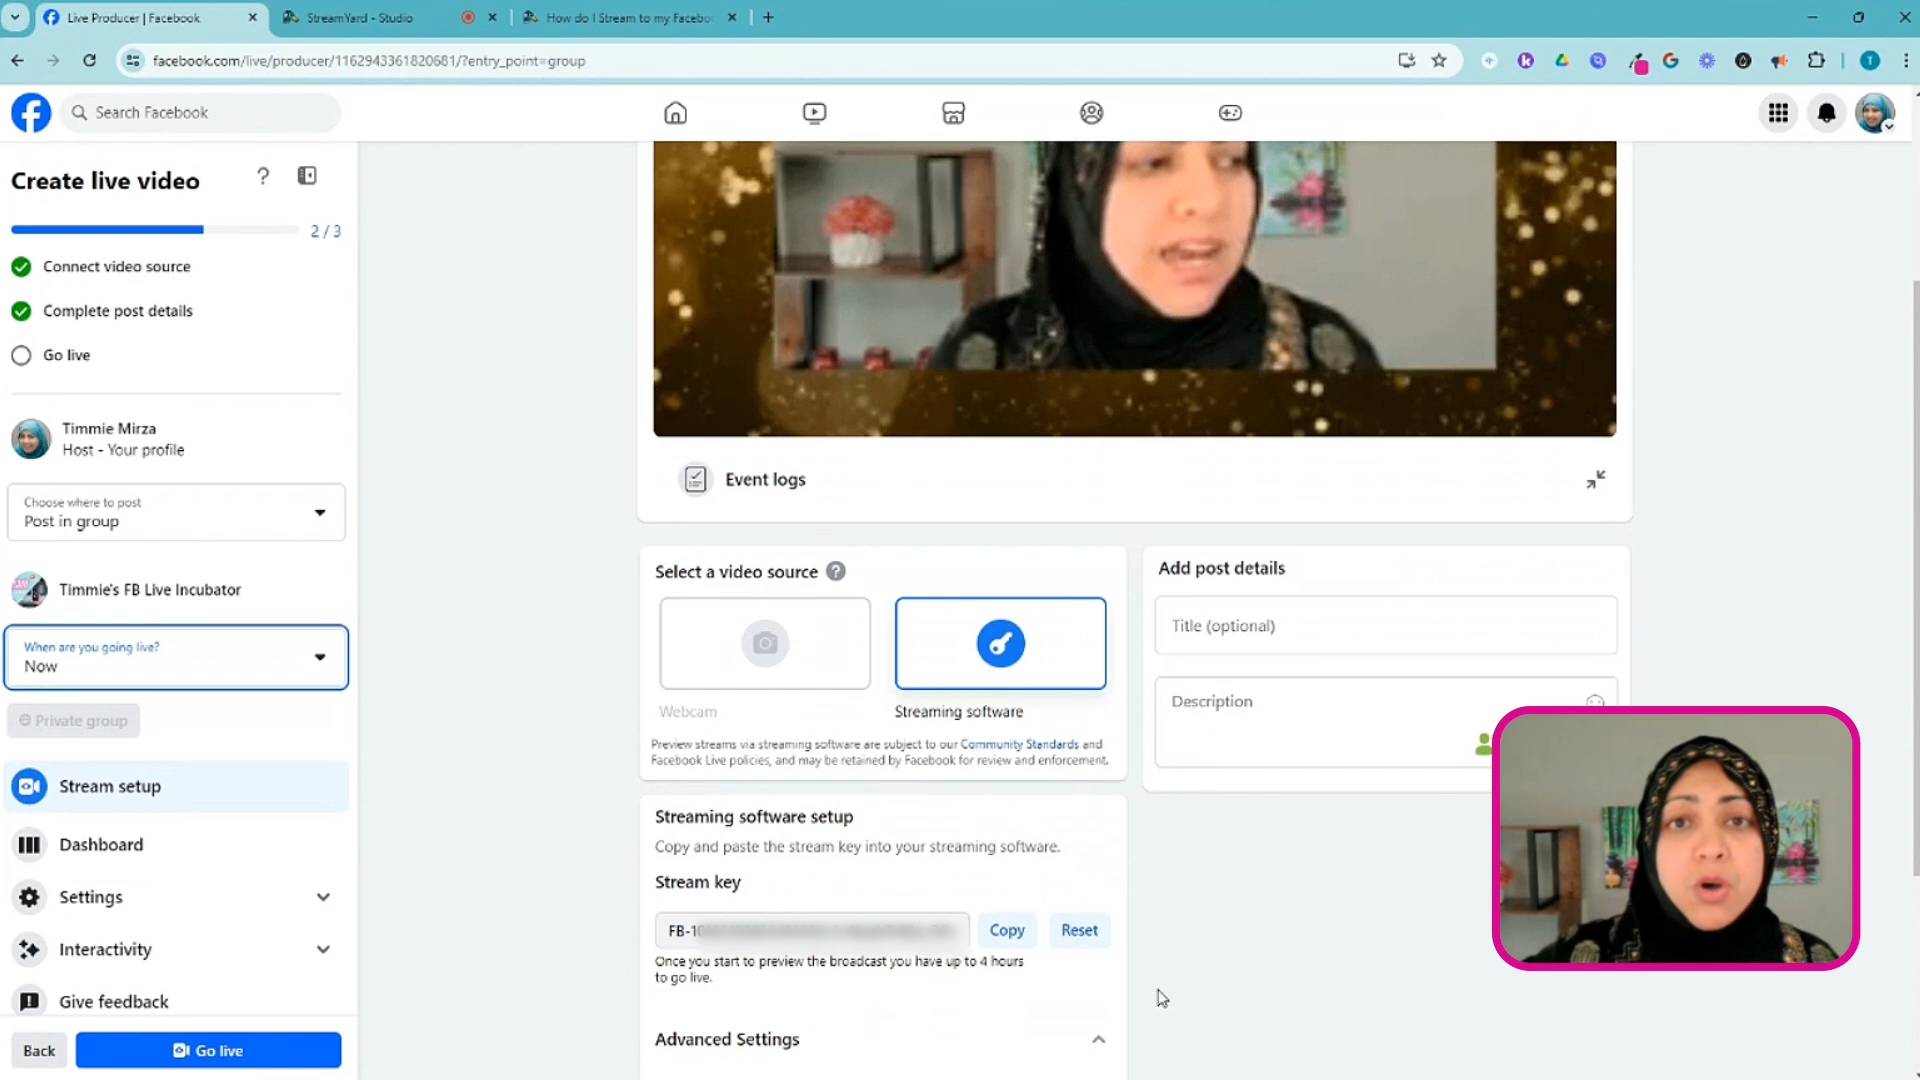 Live Producer | Facebook
StreamYard - Studio
How do I Stream to my Facebo
facebook.com/live/producer/1162943361820681/?entry_point=group
Search Facebook
Create live video
2 / 3
Connect video source
Complete post details
Go live
Timmie Mirza
Host - Your profile
Choose where to post
Post in group
Timmie's FB Live Incubator
When are you going live?
Now
Private group
Stream setup
Dashboard
Settings
Interactivity
Give feedback
Back
Go live
Event logs
Select a video source
Webcam
Streaming software
Preview streams via streaming software are subject to our Community Standards and
Facebook Live policies, and may be retained by Facebook for review and enforcement.
Add post details
Title (optional)
Description
Streaming software setup
Copy and paste the stream key into your streaming software.
Stream key
FB-10
Copy
Reset
Once you start to preview the broadcast you have up to 4 hours
to go live.
Advanced Settings